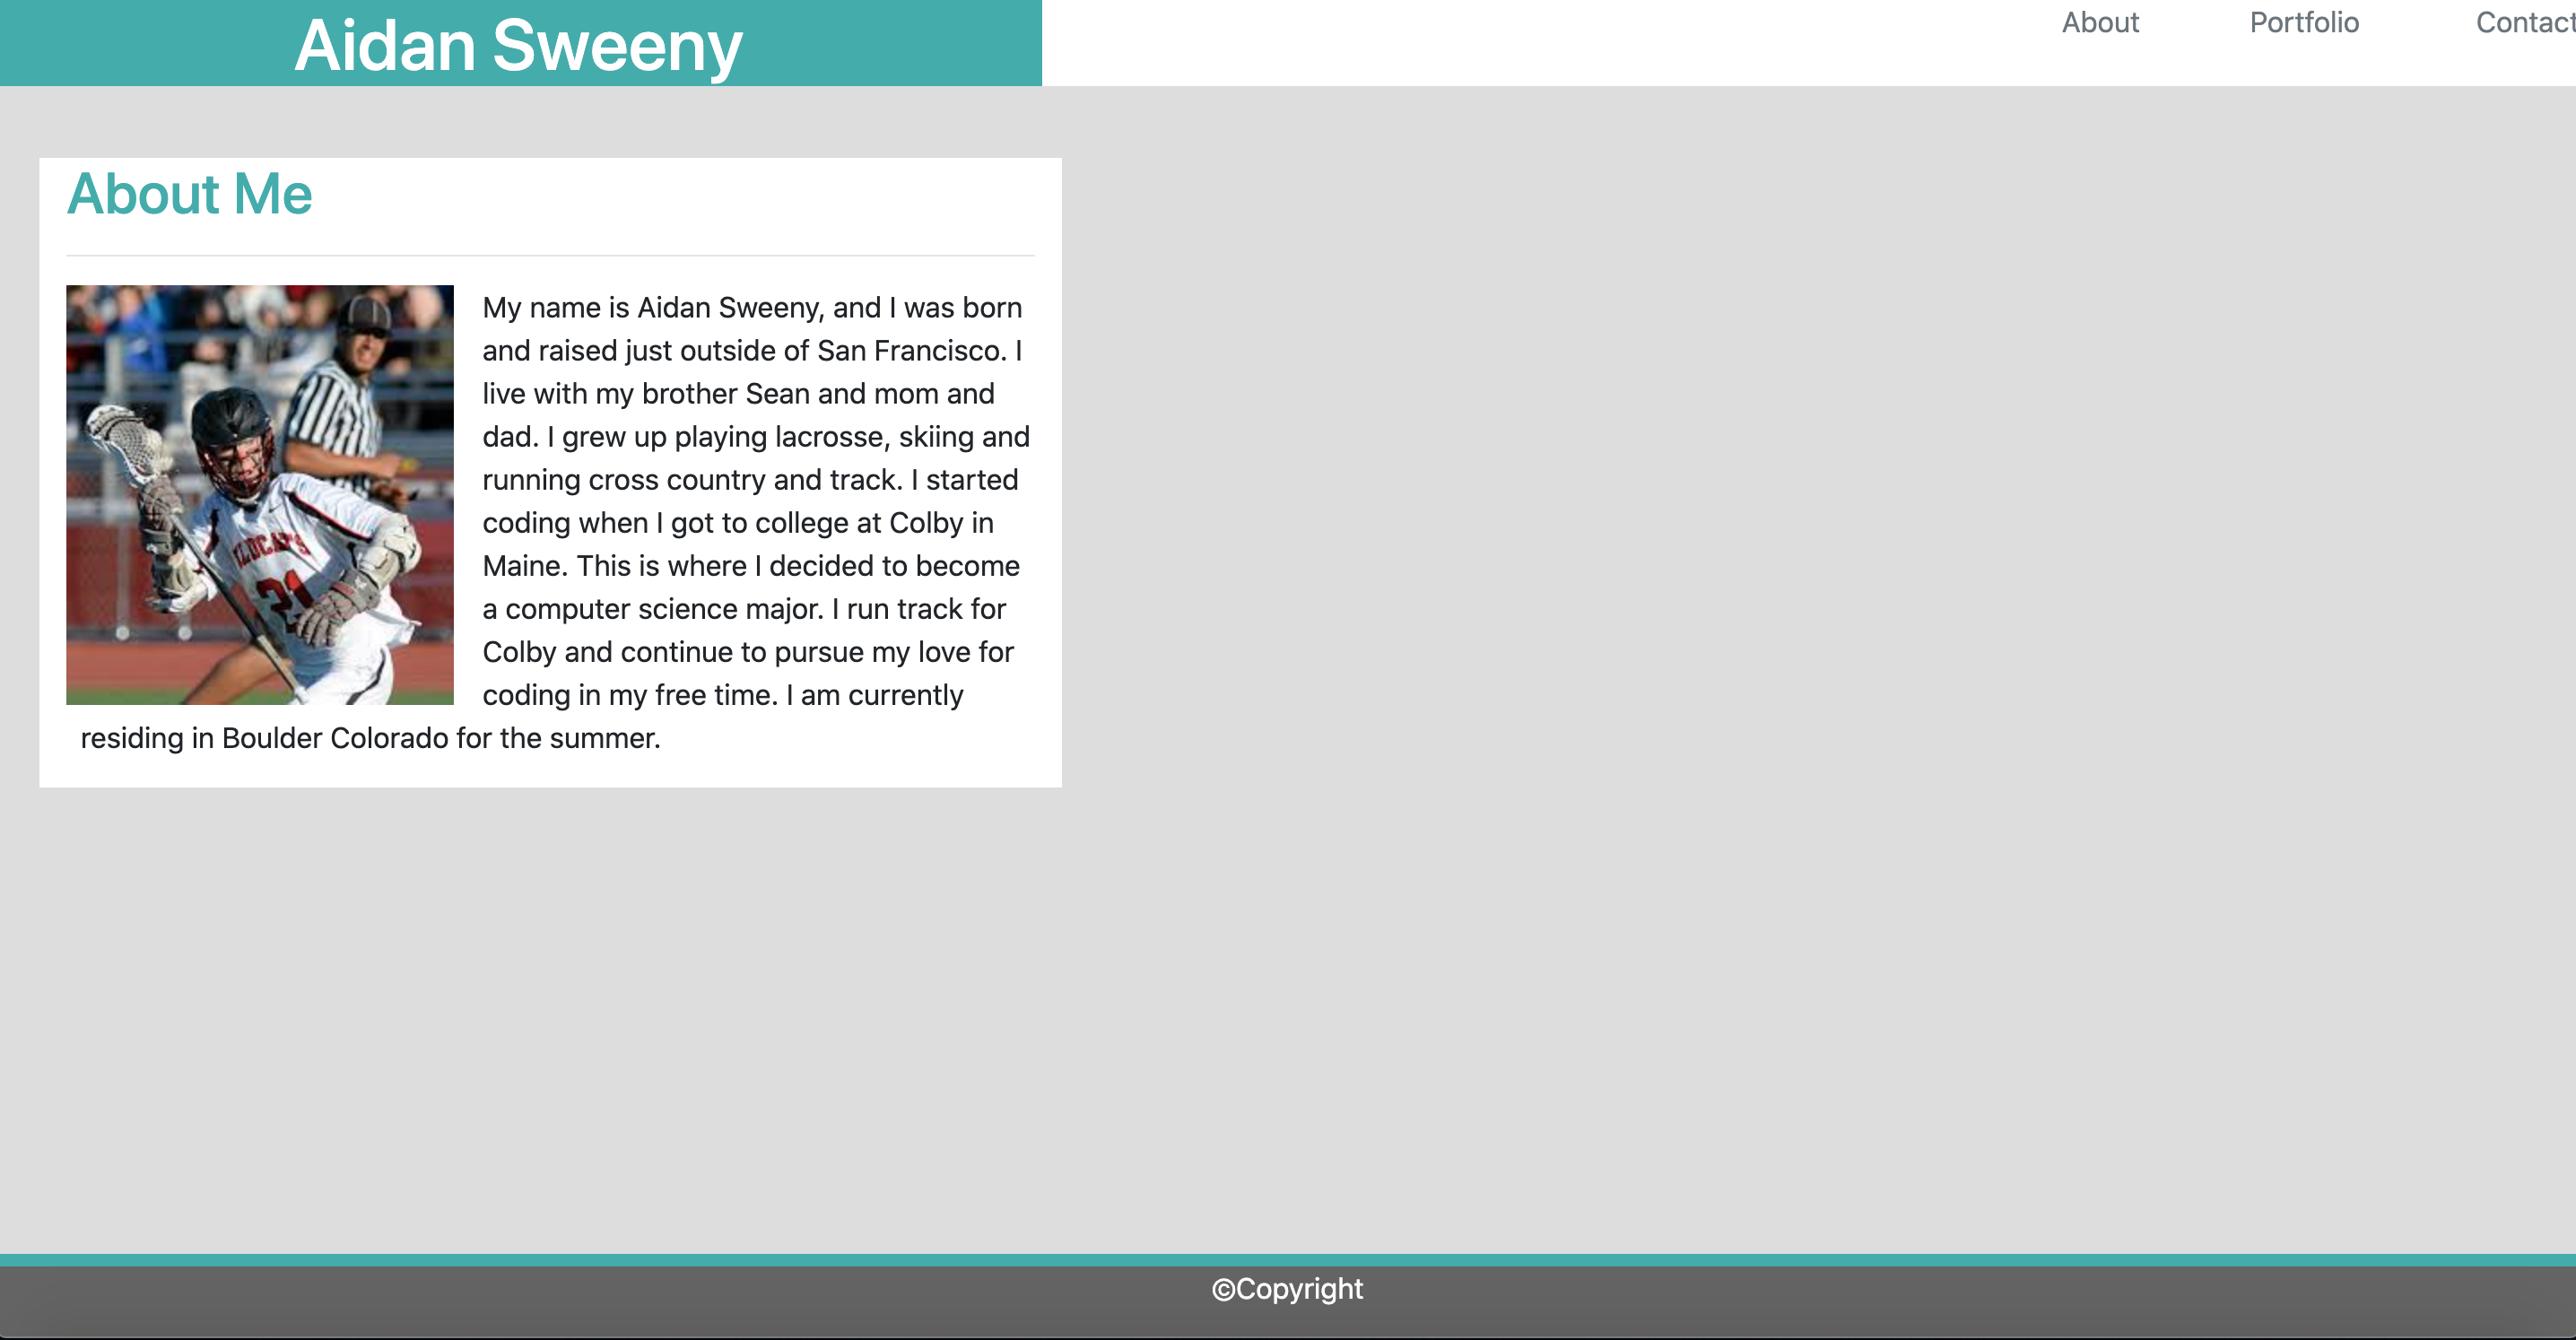 Aidan Sweeny
About
Portfolio
Contact
About Me
My name is Aidan Sweeny, and I was born
and raised just outside of San Francisco. I
live with my brother Sean and mom and
dad. I grew up playing lacrosse, skiing and
running cross country and track. I started
coding when I got to college at Colby in
Maine. This is where I decided to become
a computer science major. I run track for
Colby and continue to pursue my love for
coding in my free time. I am currently
residing in Boulder Colorado for the summer.
WILDCATS
31
©Copyright